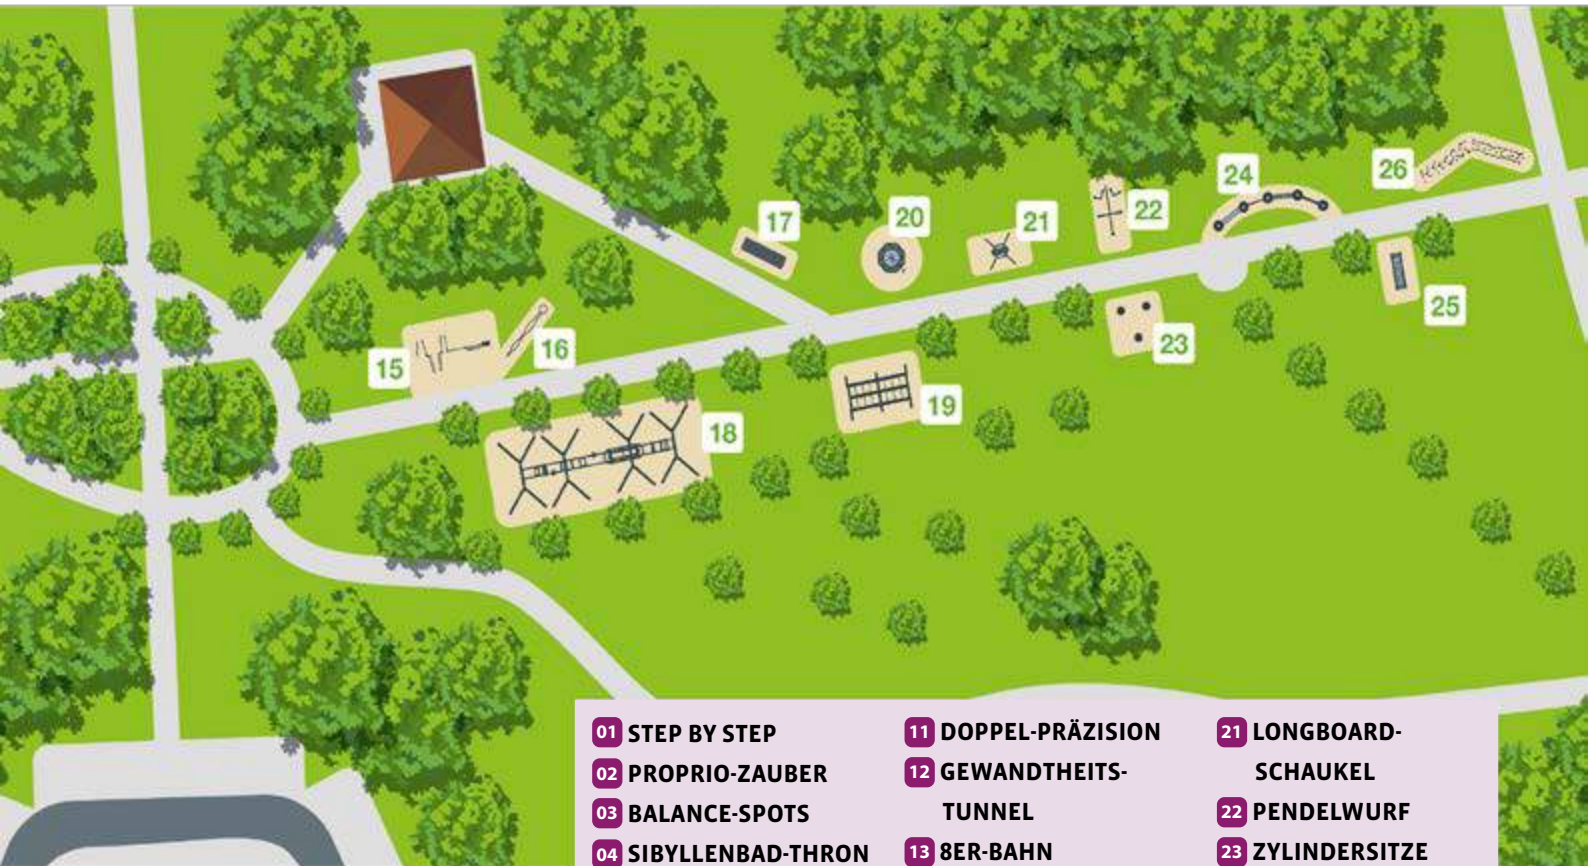 26
24
22
17
20
21
25
16
15
23
19
18
01 STEP BY STEP
02 PROPRIO-ZAUBER
03 BALANCE-SPOTS
04 SIBYLLENBAD-THRON
11 DOPPEL-PRÄZISION
12 GEWANDTHEITS-
TUNNEL
13 8ER-BAHN
21 LONGBOARD-
SCHAUKEL
22 PENDELWURF
23 ZYLINDERSITZE